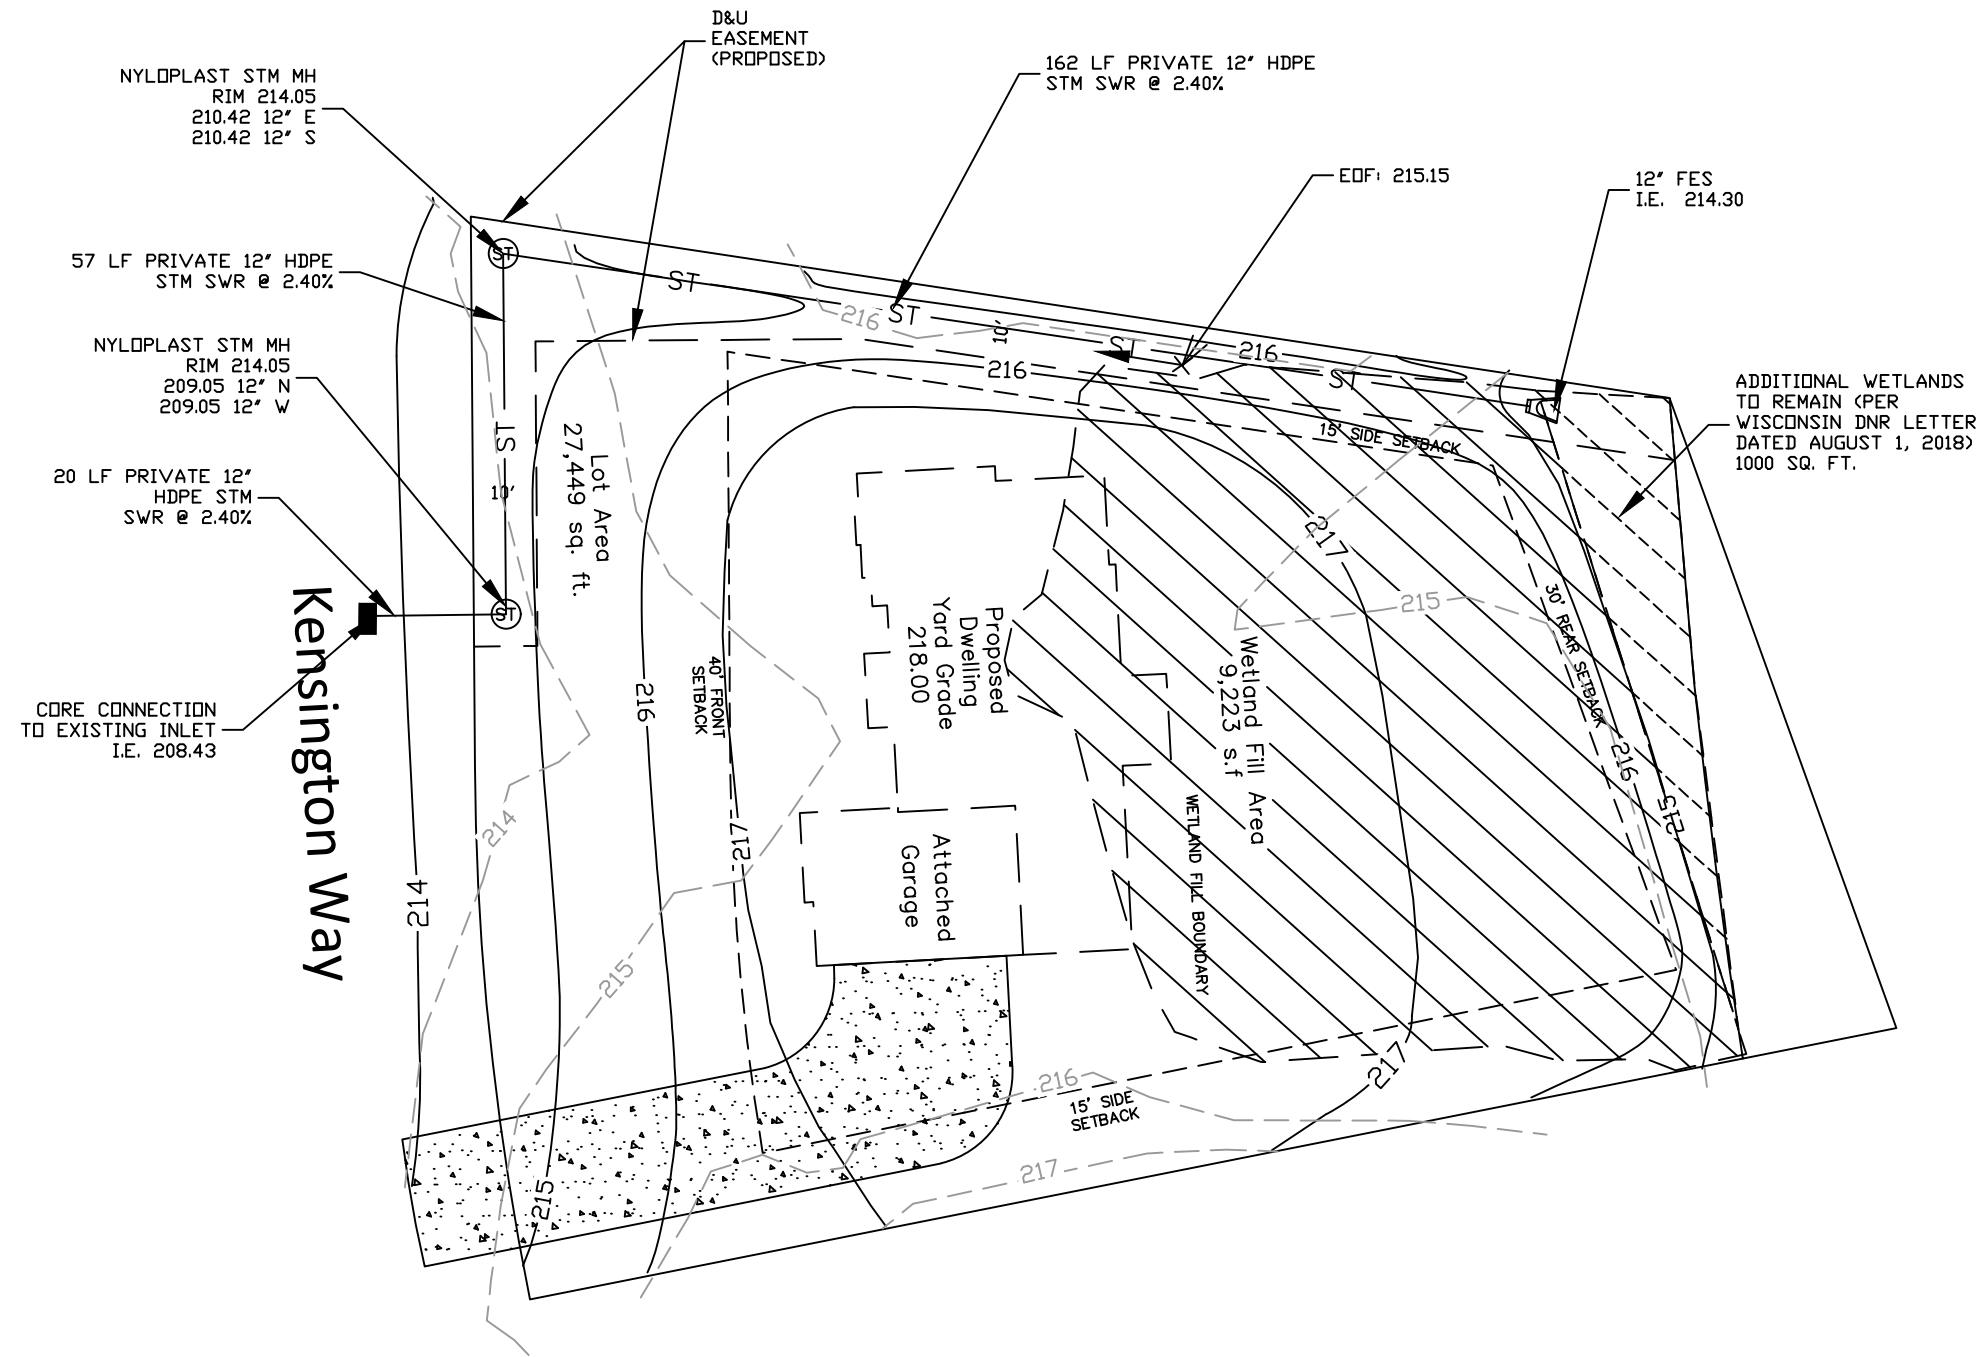 D&U
EASEMENT
(PROPOSED)
NYLOPLAST STM MH
RIM 214.05
210.42 12" E
210.42 12" S
162 LF PRIVATE 12" HDPE
STM SWR @ 2.40%
EOF: 215.15
12" FES
I.E. 214.30
57 LF PRIVATE 12" HDPE
STM SWR @ 2.40%
NYLOPLAST STM MH
RIM 214.05
209.05 12" N
209.05 12" W
20 LF PRIVATE 12"
HDPE STM
SWR @ 2.40%
CORE CONNECTION
TO EXISTING INLET
I.E. 208.43
ADDITIONAL WETLANDS
TO REMAIN (PER
WISCONSIN DNR LETTER
DATED AUGUST 1, 2018)
1000 SQ. FT.
ST
ST
ST
ST
ST
ST
ST
10'
10'
216
216
216
15' SIDE SETBACK
Lot Area
27,449 sq. ft.
Kensington Way
40' FRONT
SETBACK
Proposed
Dwelling
Yard Grade
218.00
Attached
Garage
Wetland Fill Area
9,223 s.f
WETLAND FILL BOUNDARY
30' REAR SETBACK
217
215
216
215
216
217
214
214
215
215
216
217
217
15' SIDE
SETBACK